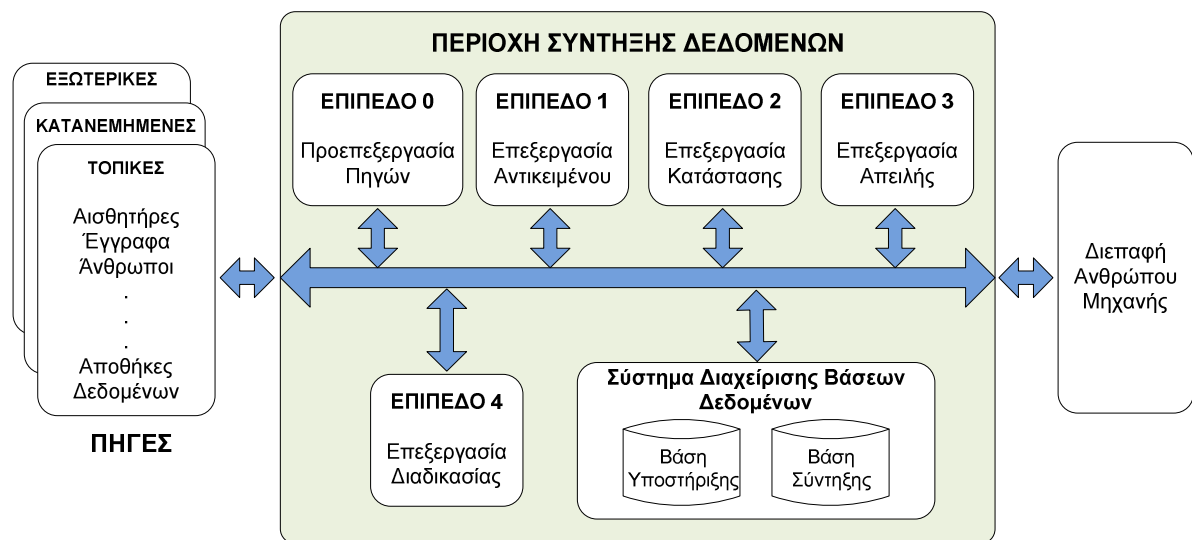 ΠΕΡΙΟΧΗ ΣΥΝΤΗΞΗΣ ΔΕΔΟΜΕΝΩΝ
ΕΞΩΤΕΡΙΚΕΣ
ΚΑΤΑΝΕΜΗΜΕΝΕΣ
ΤΟΠΙΚΕΣ
Αισθητήρες
Έγγραφα
Άνθρωποι
.
.
.
Αποθήκες
Δεδομένων
ΠΗΓΕΣ
ΕΠΙΠΕΔΟ 0
Προεπεξεργασία
Πηγών
ΕΠΙΠΕΔΟ 1
Επεξεργασία
Αντικειμένου
ΕΠΙΠΕΔΟ 2
Επεξεργασία
Κατάστασης
ΕΠΙΠΕΔΟ 3
Επεξεργασία
Απειλής
ΕΠΙΠΕΔΟ 4
Επεξεργασία
Διαδικασίας
Σύστημα Διαχείρισης Βάσεων
Δεδομένων
Βάση
Υποστήριξης
Βάση
Σύντηξης
Διεπαφή
Ανθρώπου
Μηχανής